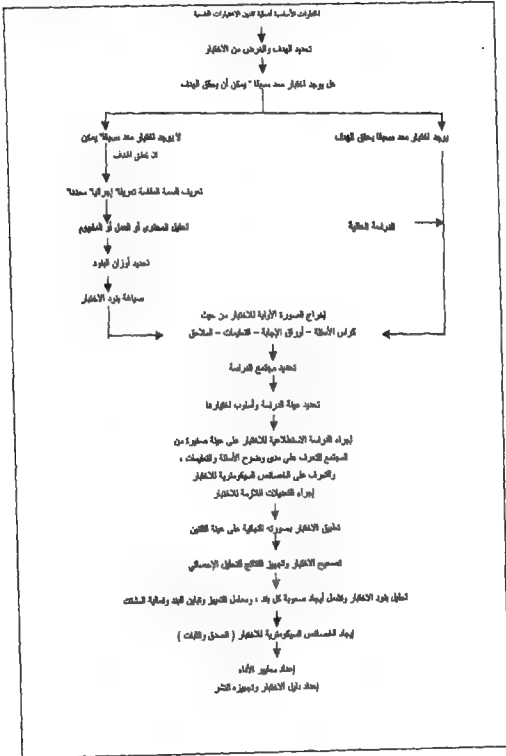 الخطوات الأساسية لعملية تقنين الاختبارات النفسية
تحديد الهدف والغرض من الاختبار
هل يوجد اختبار معد مسبقا" يمكن أن يحقق الهدف
يوجد اختبار معد مسبقا يحقق الهدف
لا يوجد اختبار معد مسبقا" يمكن
ان يحقق الهدف
تعريف السمة المقاسة تعريفا" إجرائيا" محددا"
تحليل المحتوى أو العمل أو المفهوم
الدراسة الحالية
تحديد أوزان البنود
صياغة بنود الاختبار
إخراج الصورة الأولية للاختبار من حيث
كراس الأسئلة - أوراق الإجابة - التعليمات - الملاحق
تحديد مجتمع الدراسة
تحديد عينة الدراسة وأسلوب اختيارها
إجراء الدراسة الاستطلاعية للاختبار على عينة صغيرة من
المجتمع للتعرف على مدى وضوح الأسئلة والتعليمات ،
والتعرف على الخصائص السيكومترية للاختبار
إجراء التعديلات اللازمة للاختبار
تطبيق الاختبار بصورته النهائية على عينة التقنين
تصحيح الاختبار وتجهيز النتائج للتحليل الإحصائي
تحليل بنود الاختبار وتشمل أيجاد صعوبة كل بند ، ومعامل التمييز وتباين البند وفعالية المشتتات
إيجاد الخصائص السيكومترية للاختبار ( الصدق والثبات )
إعداد معايير الأداء
إعداد دليل الاختبار وتجهيزه للنشر